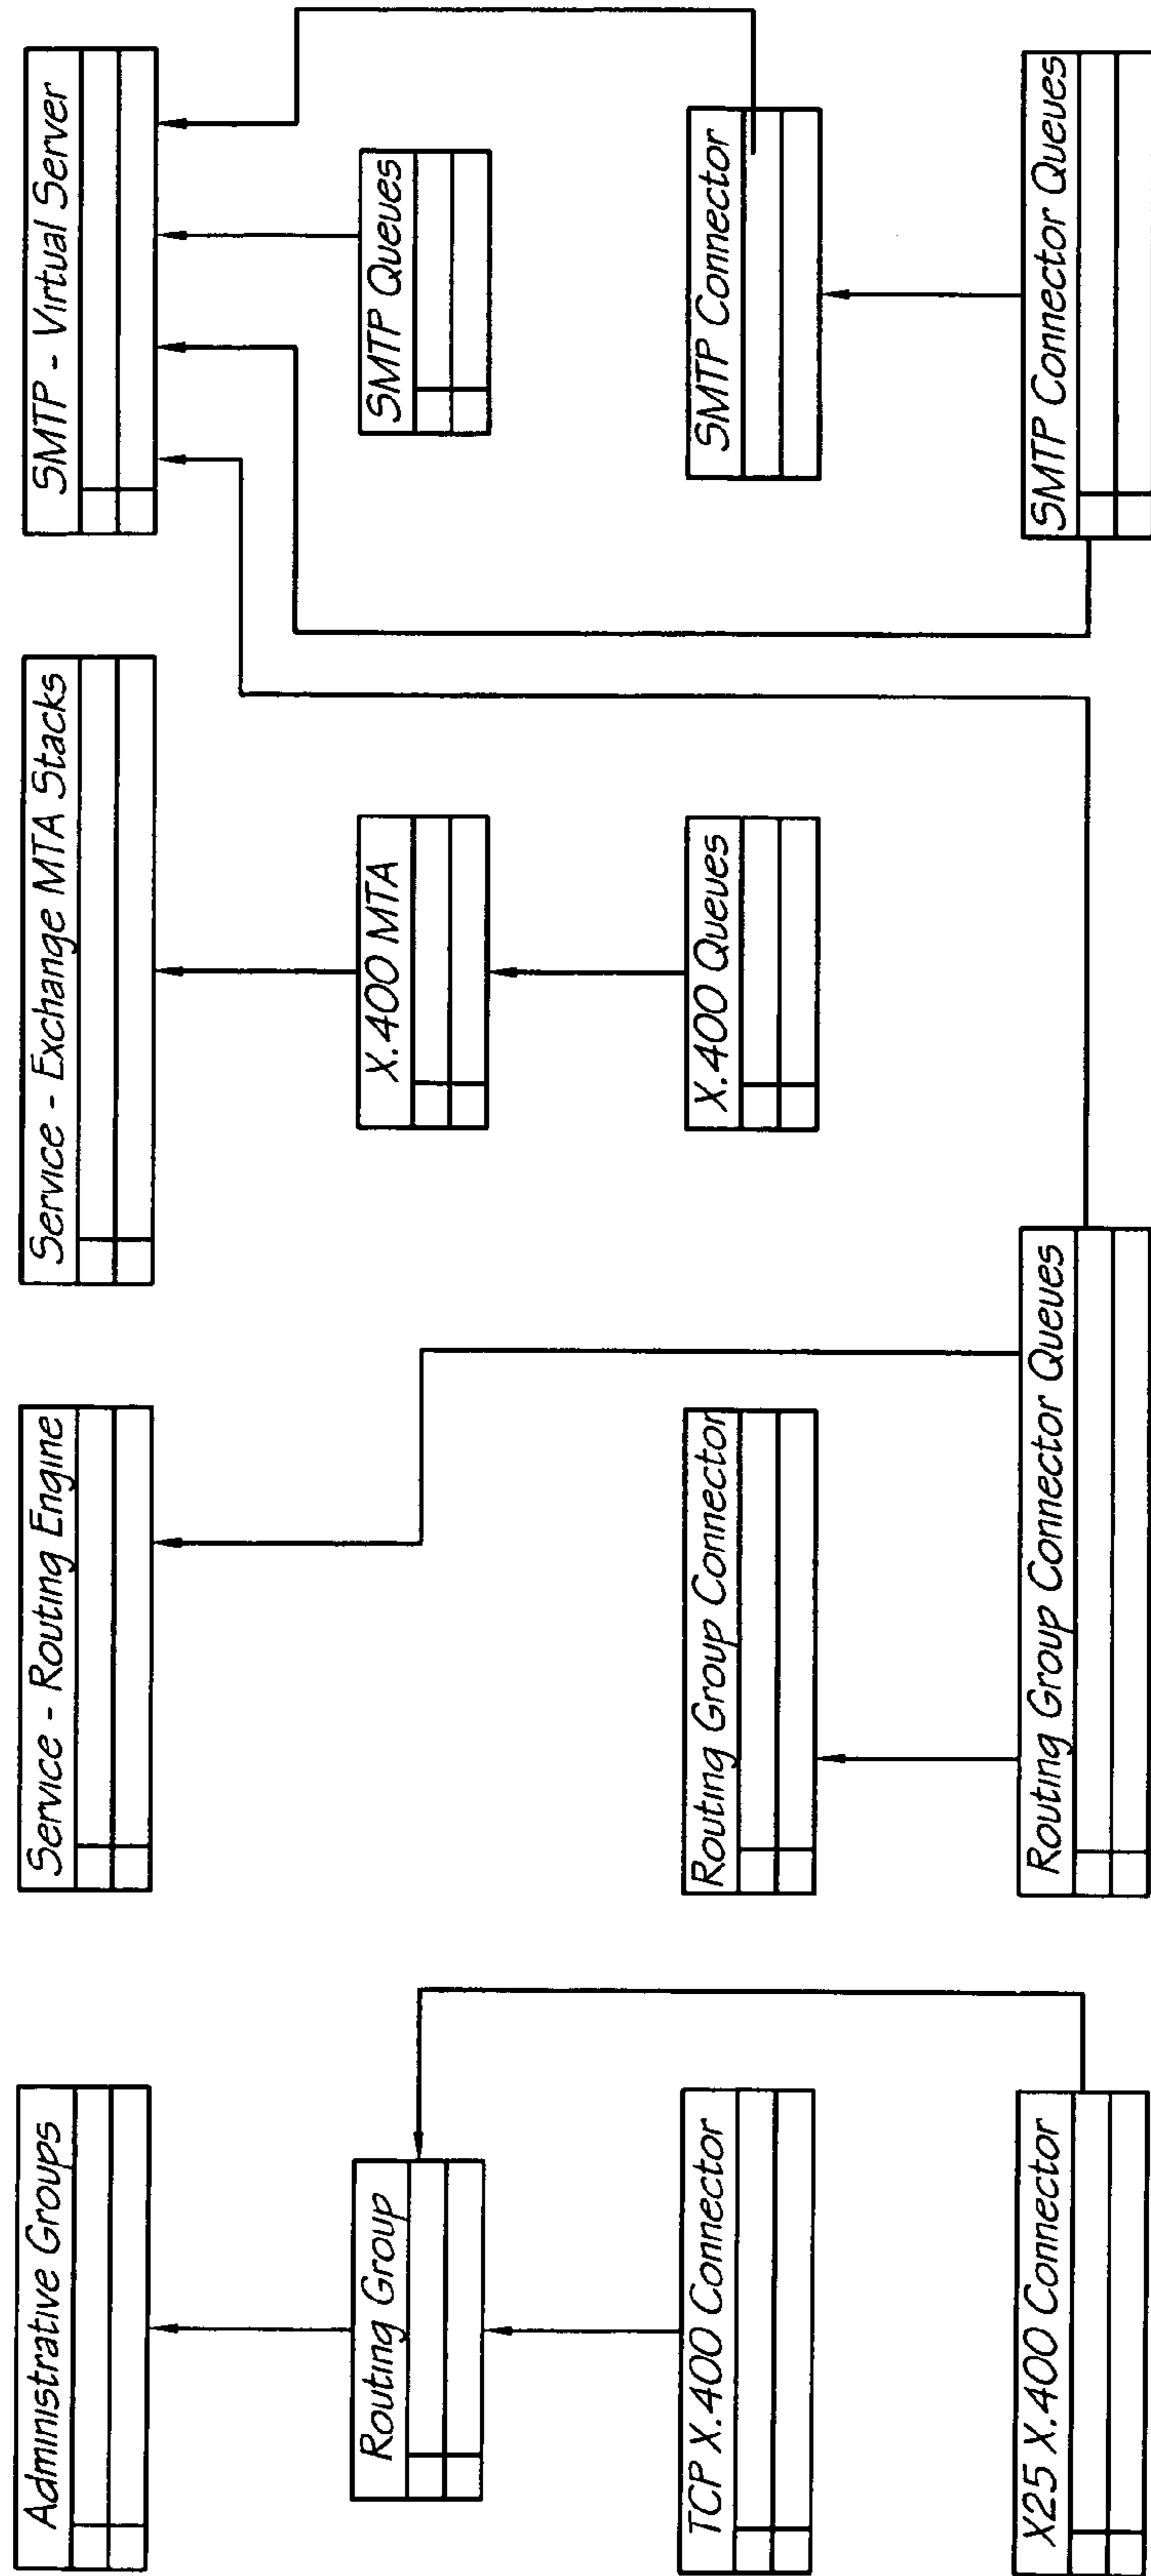 Administrative Groups
Service - Routing Engine
Service - Exchange MTA Stacks
SMTP - Virtual Server
Routing Group
X.400 MTA
SMTP Queues
TCP X.400 Connector
Routing Group Connector
X.400 Queues
SMTP Connector
X25 X.400 Connector
Routing Group Connector Queues
SMTP Connector Queues